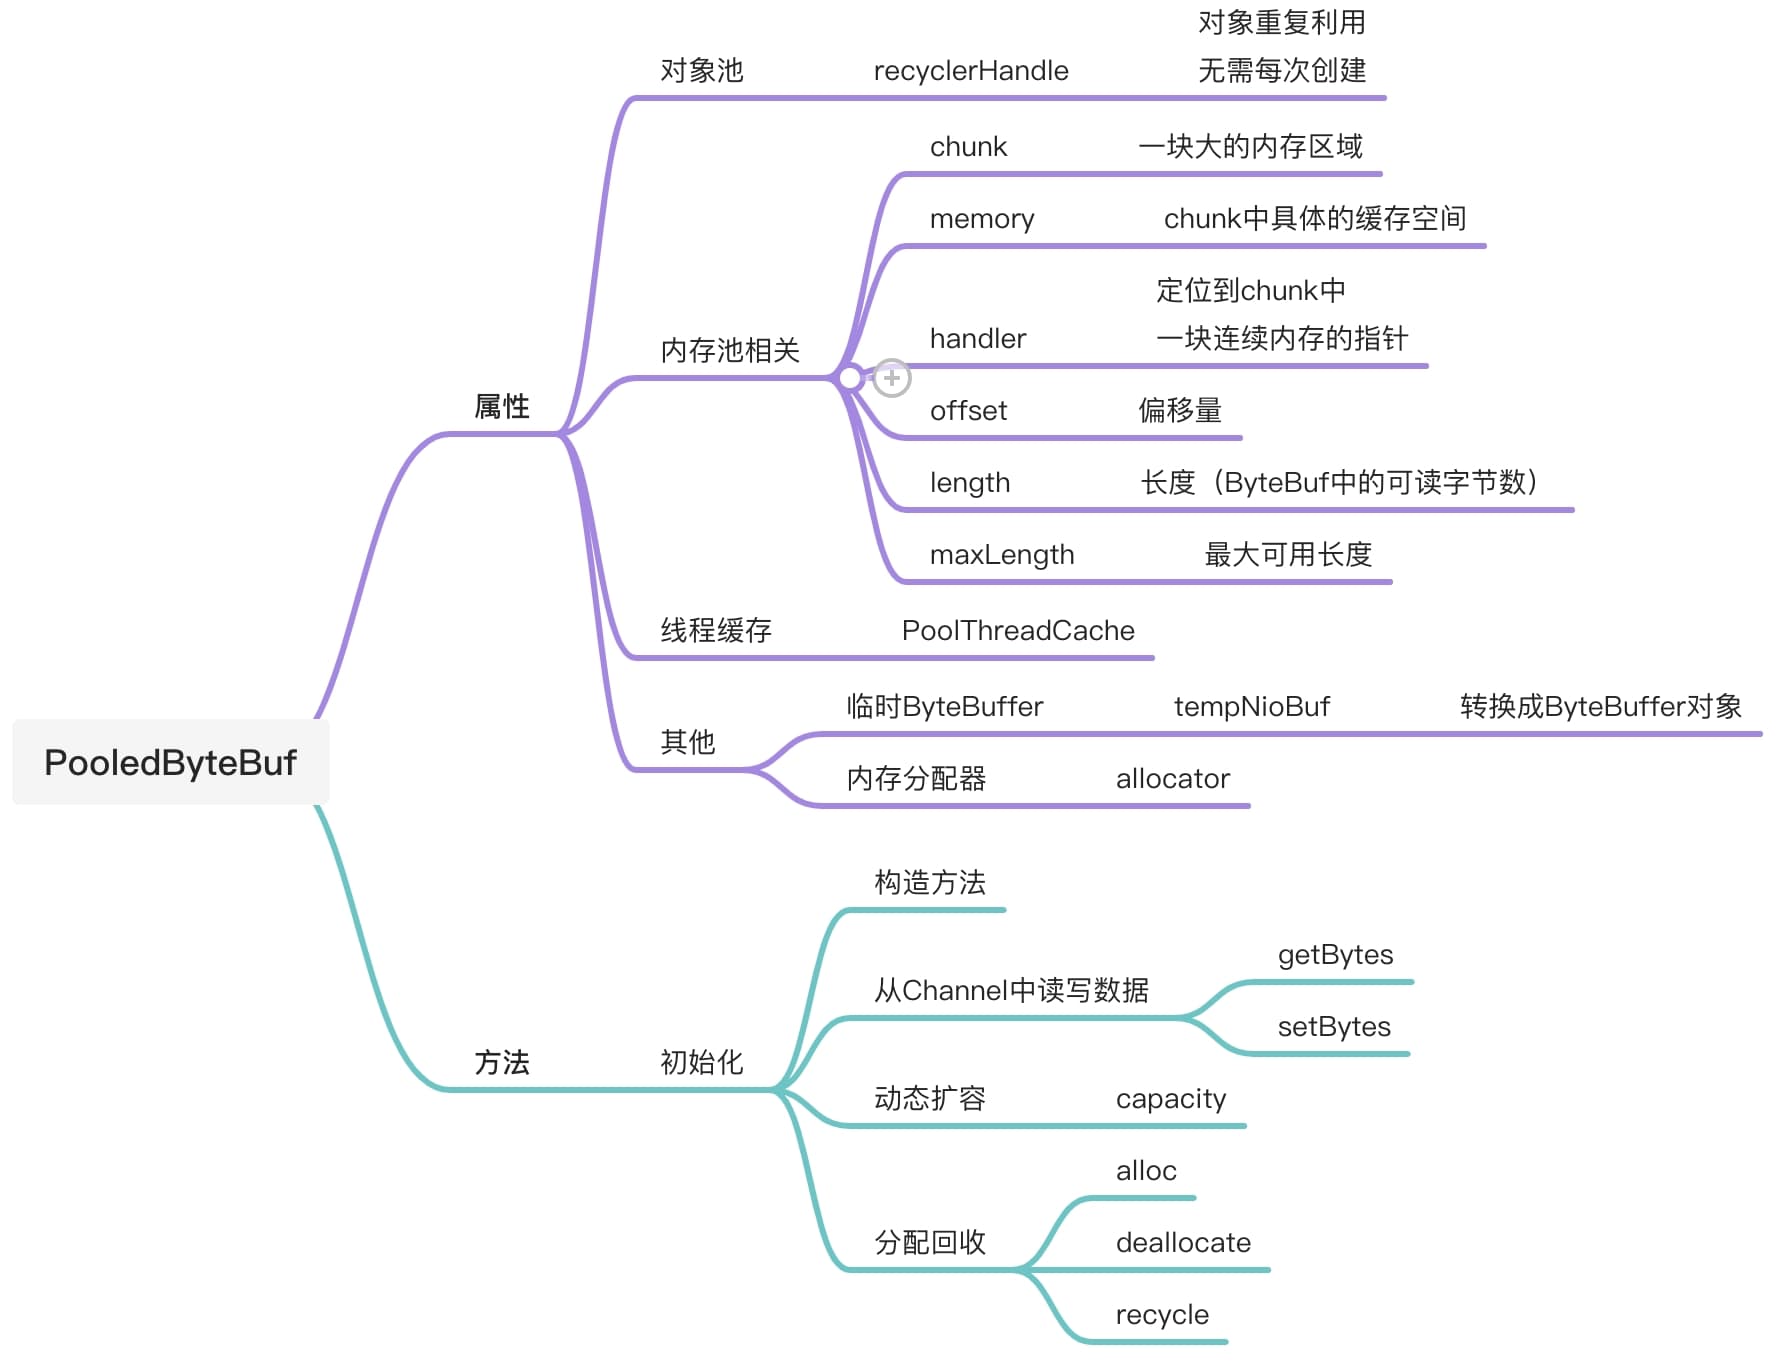 PooledByteBuf
属性
对象池
recyclerHandle
对象重复利用
无需每次创建
内存池相关
chunk
一块大的内存区域
memory
chunk中具体的缓存空间
handler
定位到chunk中
一块连续内存的指针
offset
偏移量
length
长度（ByteBuf中的可读字节数）
maxLength
最大可用长度
线程缓存
PoolThreadCache
其他
临时ByteBuffer
tempNioBuf
转换成ByteBuffer对象
内存分配器
allocator
方法
初始化
构造方法
从Channel中读写数据
getBytes
setBytes
动态扩容
capacity
分配回收
alloc
deallocate
recycle